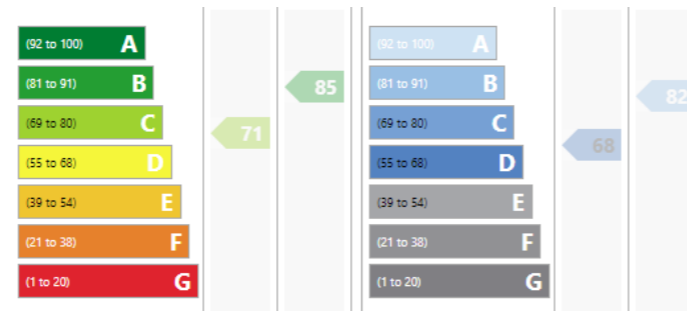 (92 to 100) A
(81 to 91) B
(69 to 80) C
(55 to 68) D
(39 to 54) E
(21 to 38) F
(1 to 20) G
71
85
(92 to 100) A
(81 to 91) B
(69 to 80) C
(55 to 68) D
(39 to 54) E
(21 to 38) F
(1 to 20) G
68
82